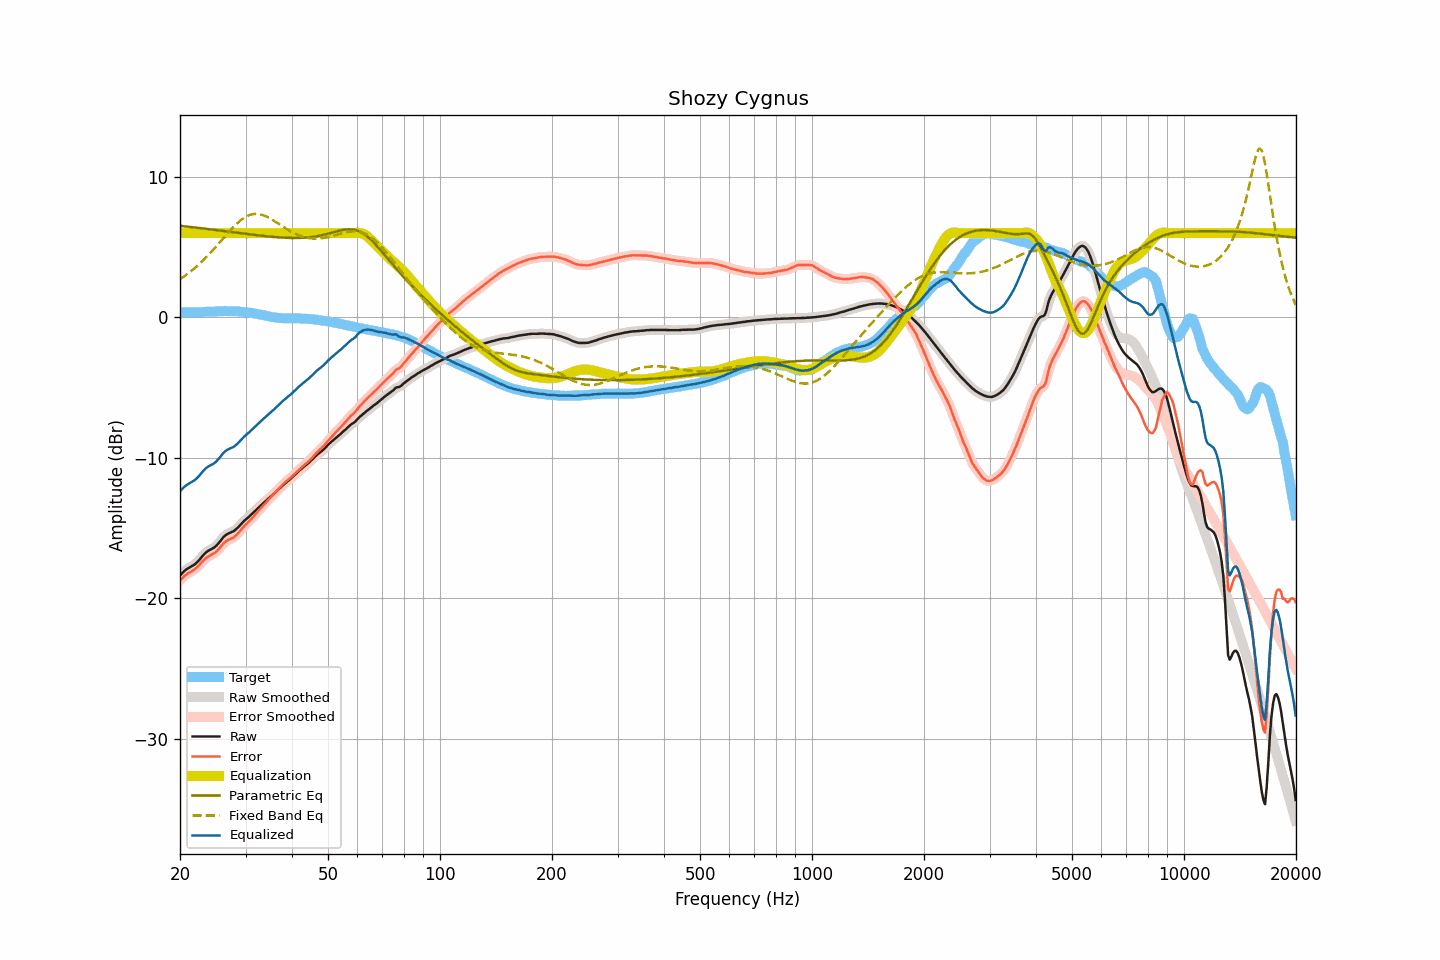 Shozy Cygnus
Amplitude (dBr)
10
0
−10
−20
−30
Target
Raw Smoothed
Error Smoothed
Raw
Error
Equalization
Parametric Eq
Fixed Band Eq
Equalized
20 50 100 200 500 1000 2000 5000 10000 20000
Frequency (Hz)